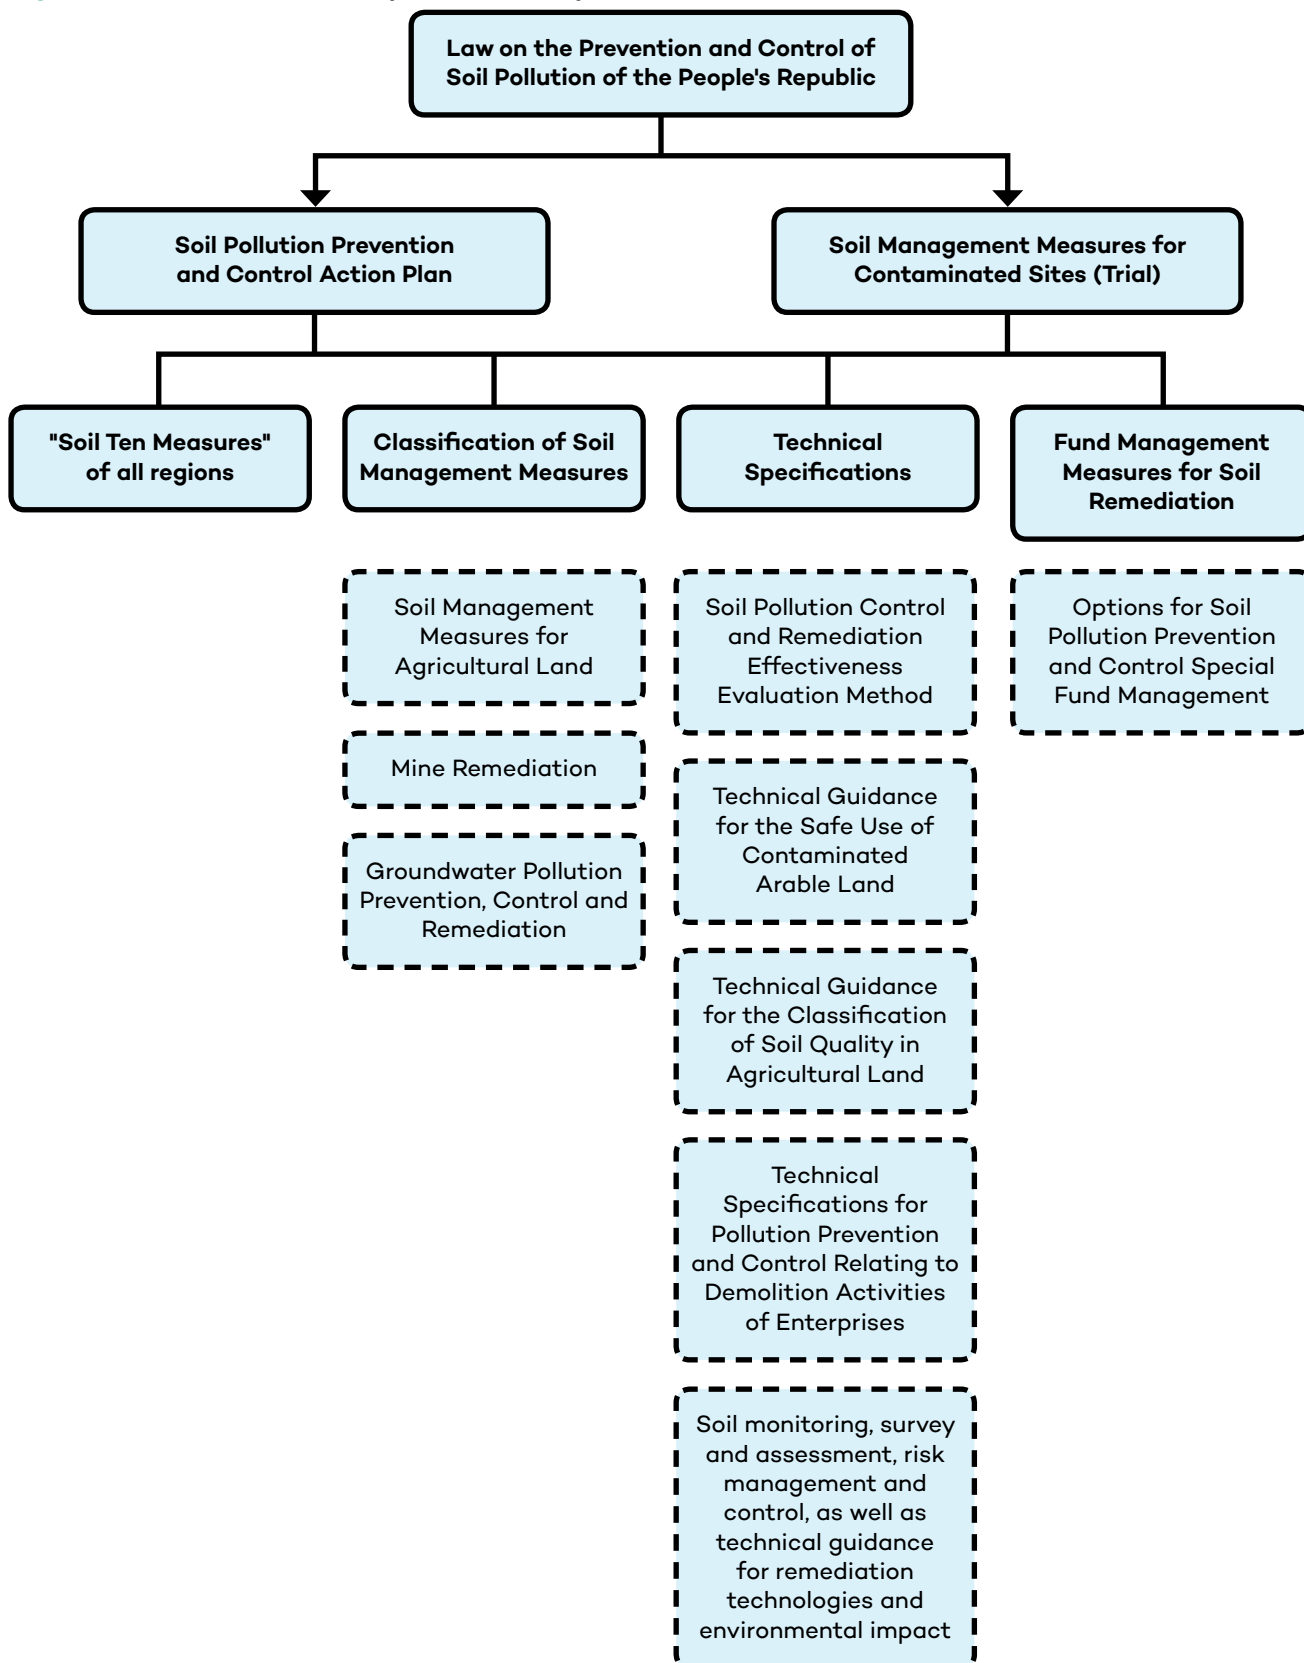 Law on the Prevention and Control of
Soil Pollution of the People's Republic
Soil Pollution Prevention
and Control Action Plan
Soil Management Measures for
Contaminated Sites (Trial)
"Soil Ten Measures"
of all regions
Classification of Soil
Management Measures
Technical
Specifications
Fund Management
Measures for Soil
Remediation
Soil Management
Measures for
Agricultural Land
Mine Remediation
Groundwater Pollution
Prevention, Control and
Remediation
Soil Pollution Control
and Remediation
Effectiveness
Evaluation Method
Technical Guidance
for the Safe Use of
Contaminated
Arable Land
Technical Guidance
for the Classification
of Soil Quality in
Agricultural Land
Technical
Specifications for
Pollution Prevention
and Control Relating to
Demolition Activities
of Enterprises
Soil monitoring, survey
and assessment, risk
management and
control, as well as
technical guidance
for remediation
technologies and
environmental impact
Options for Soil
Pollution Prevention
and Control Special
Fund Management